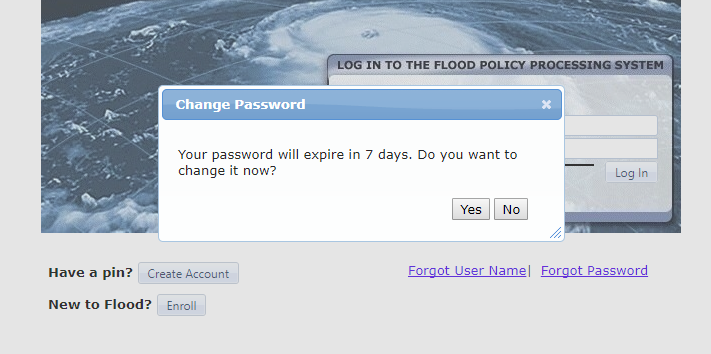 LOG IN TO THE FLOOD POLICY PROCESSING SYSTEM
Change Password
Your password will expire in 7 days. Do you want to
change it now?
Log In
Yes No
Have a pin? Create Account
Forgot User Name| Forgot Password
New to Flood? Enroll